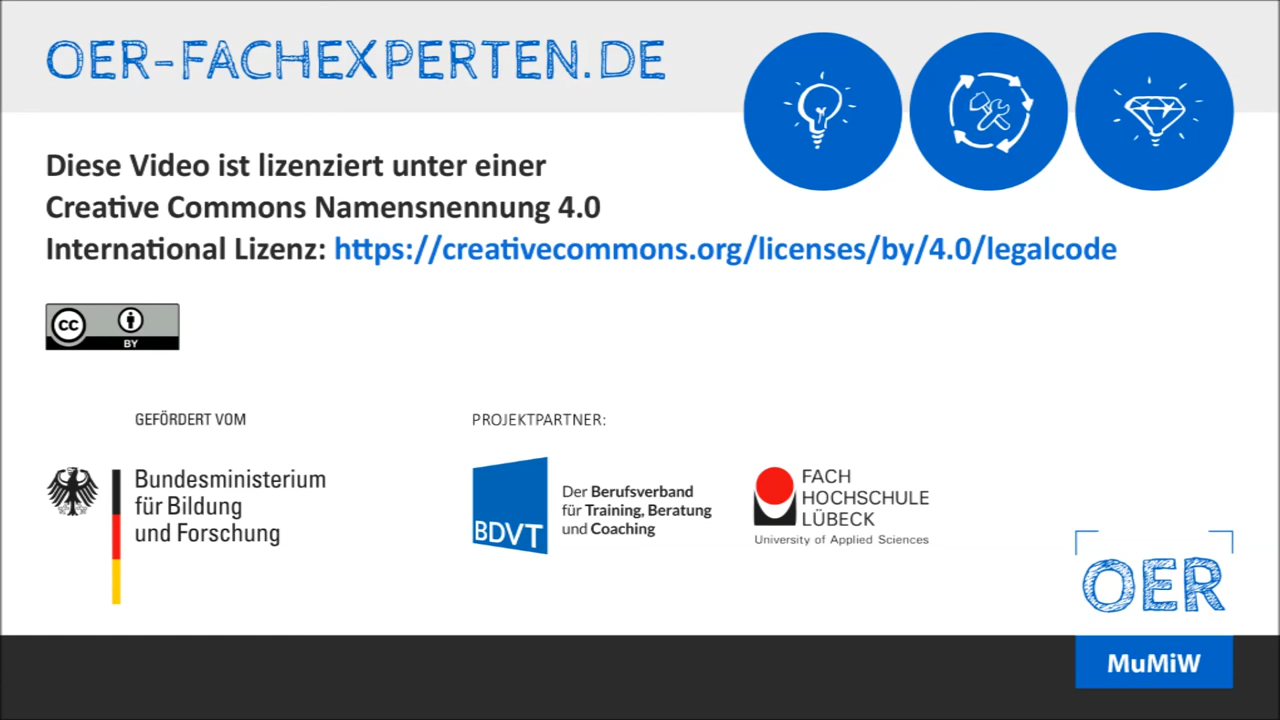 OER-FACHEXPERTEN.DE
Diese Video ist lizenziert unter einer
Creative Commons Namensnennung 4.0
International Lizenz: https://creativecommons.org/licenses/by/4.0/legalcode
cc
BY
GEFÖRDERT VOM
Bundesministerium
für Bildung
und Forschung
PROJEKTPARTNER:
BDVT
Der Berufsverband
für Training, Beratung
und Coaching
FACH
HOCHSCHULE
LÜBECK
University of Applied Sciences
OER
MuMiW